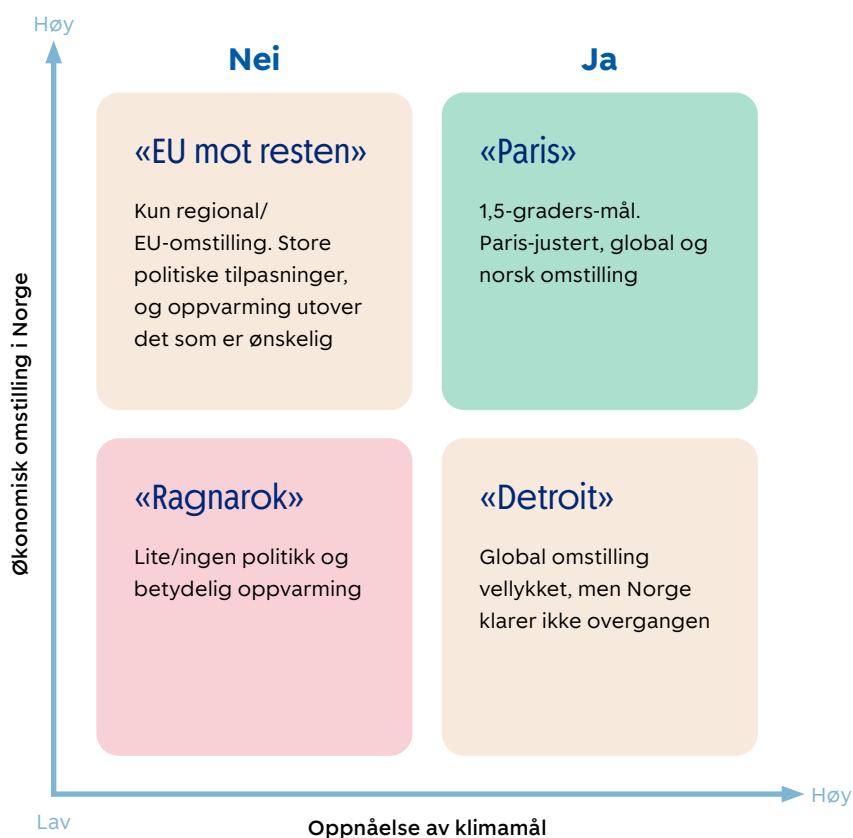 Høy
Nei
Ja
«EU mot resten»
Kun regional/
EU-omstilling. Store
politiske tilpasninger,
og oppvarming utover
det som er ønskelig
«Paris»
1,5-graders-mål.
Paris-justert, global og
norsk omstilling
Økonomisk omstilling i Norge
«Ragnarok»
Lite/ingen politikk og
betydelig oppvarming
«Detroit»
Global omstilling
vellykket, men Norge
klarer ikke overgangen
Høy
Lav
Oppnåelse av klimamål